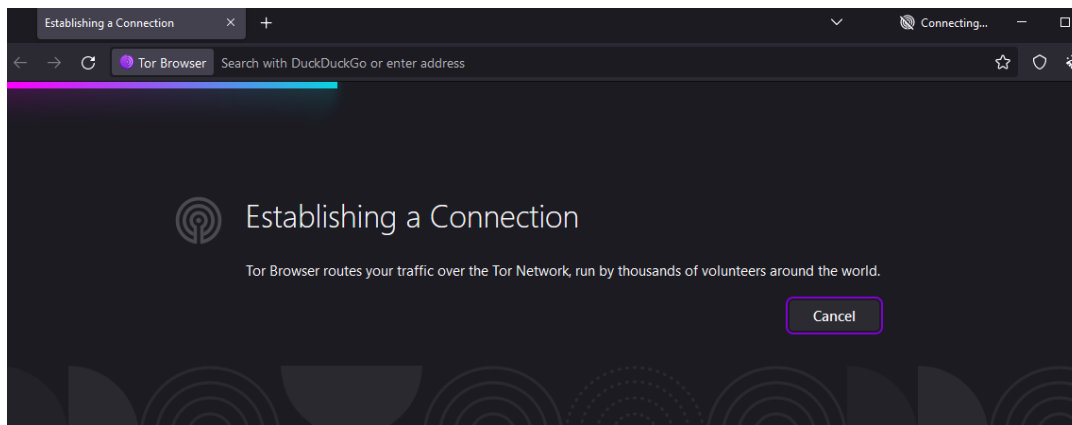 Establishing a Connection
Connecting...
Tor Browser Search with DuckDuckGo or enter address
Establishing a Connection
Tor Browser routes your traffic over the Tor Network, run by thousands of volunteers around the world.
Cancel